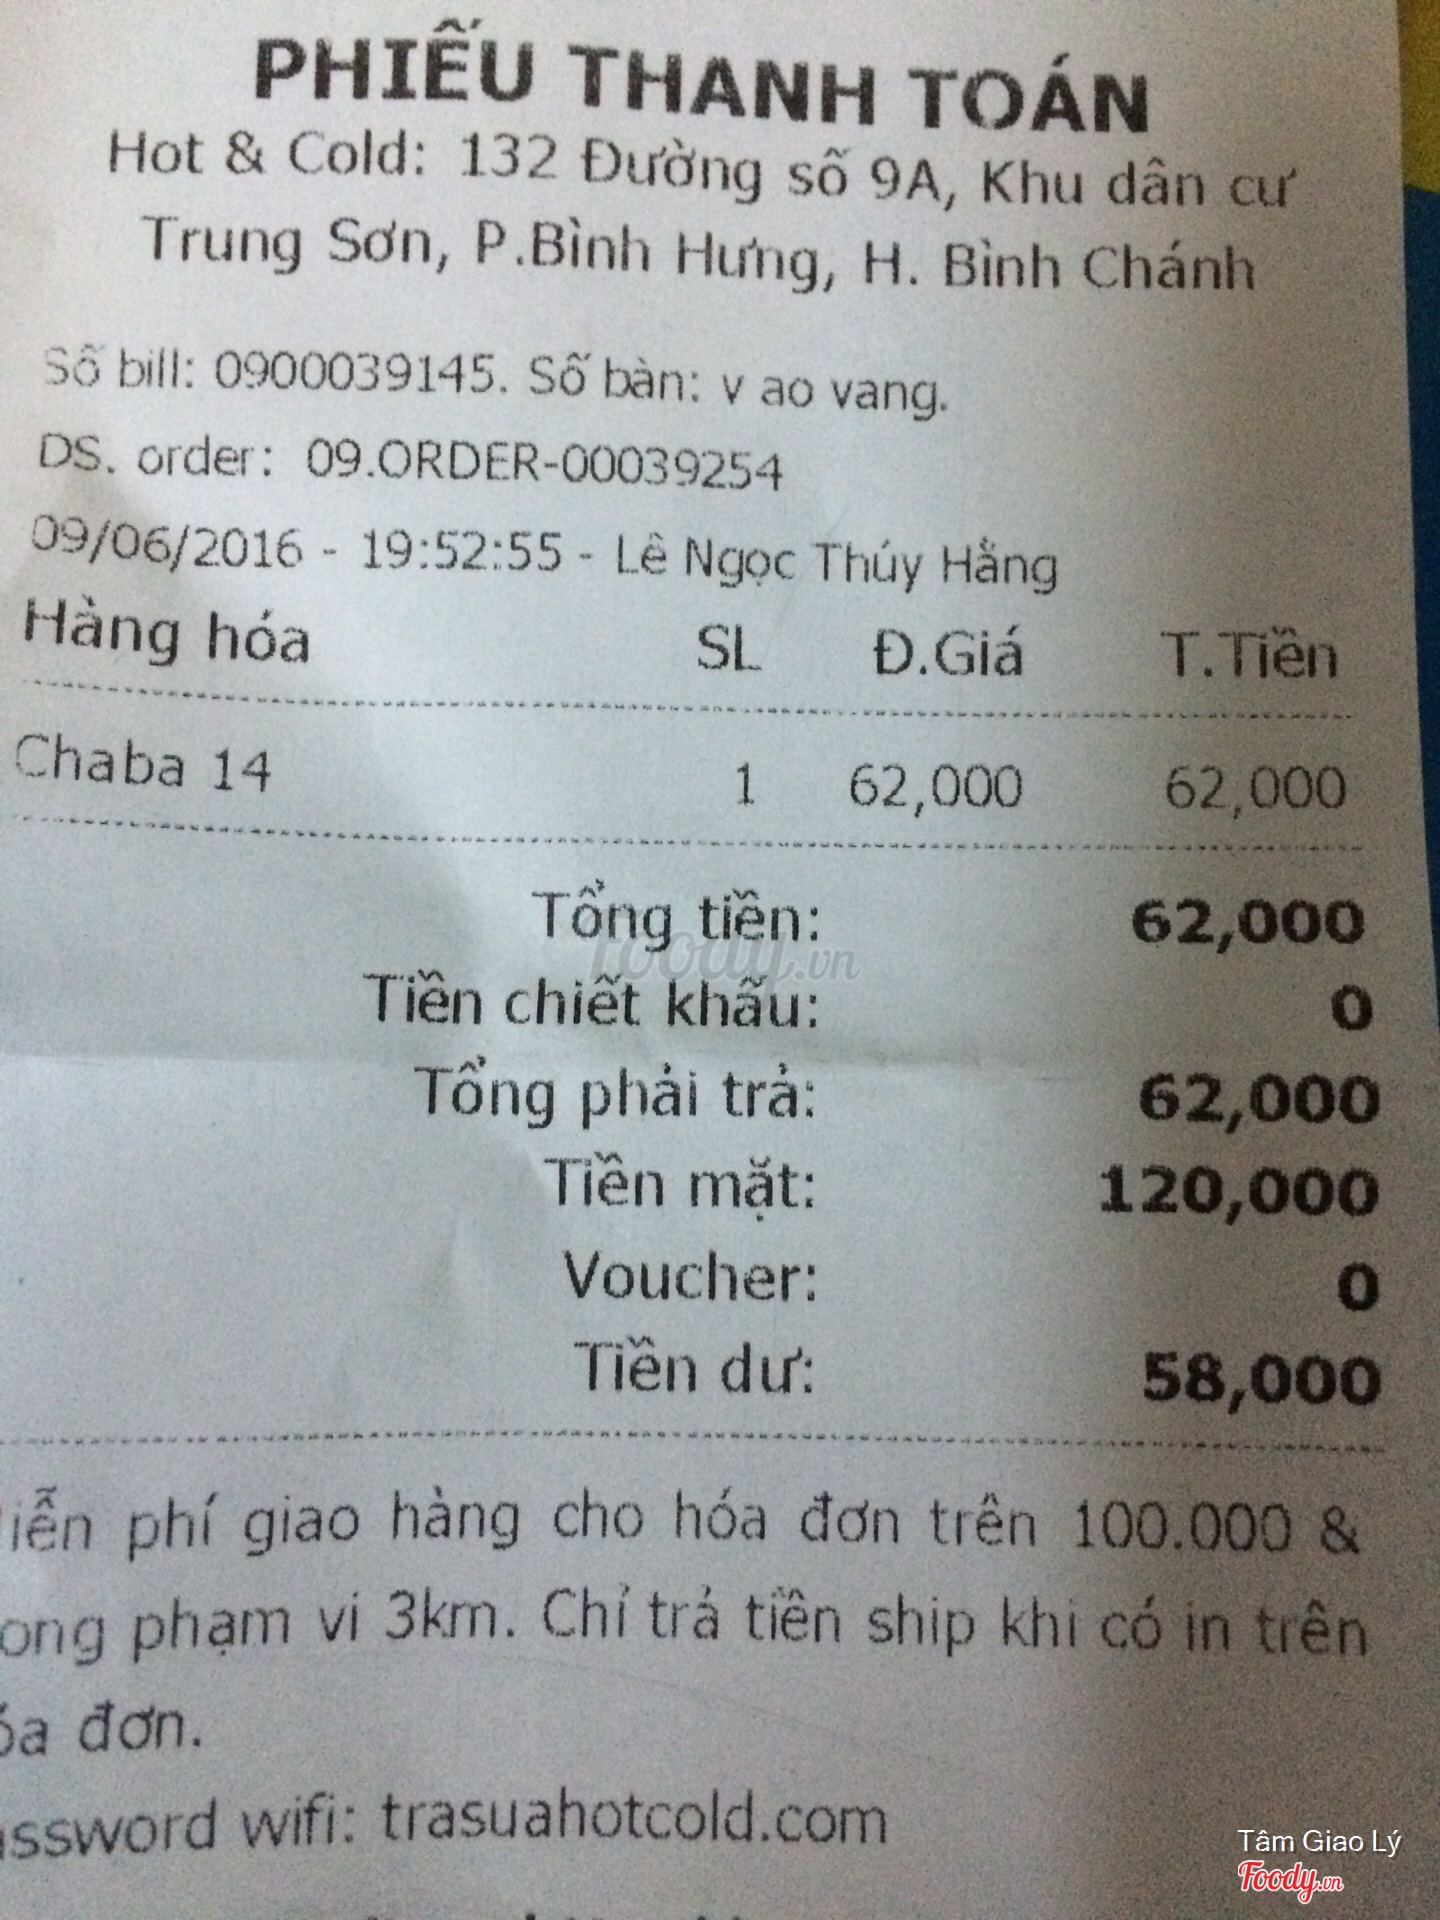 PHIẾU THANH TOÁN
Hot & Cold: 132 Đường số 9A, Khu dân cư
Trung Sơn, P.Bình Hưng, H. Bình Chánh
Số bill: 0900039145. Số bàn: v ao vang.
DS. order: 09.ORDER-00039254
09/06/2016 - 19:52:55 - Lê Ngọc Thúy Hằng
Hàng hóa SL Đ.Giá T.Tiền
Chaba 14 1 62,000 62,000
Tổng tiền: 62,000
Foody.vn
Tiền chiết khấu: 0
Tổng phải trả: 62,000
Tiền mặt: 120,000
Voucher: 0
Tiền dư: 58,000
iễn phí giao hàng cho hóa đơn trên 100.000 &
ong phạm vi 3km. Chỉ trả tiền ship khi có in trên
óa đơn.
assword wifi: trasuahotcold.com
Tâm Giao Lý
Foody.vn